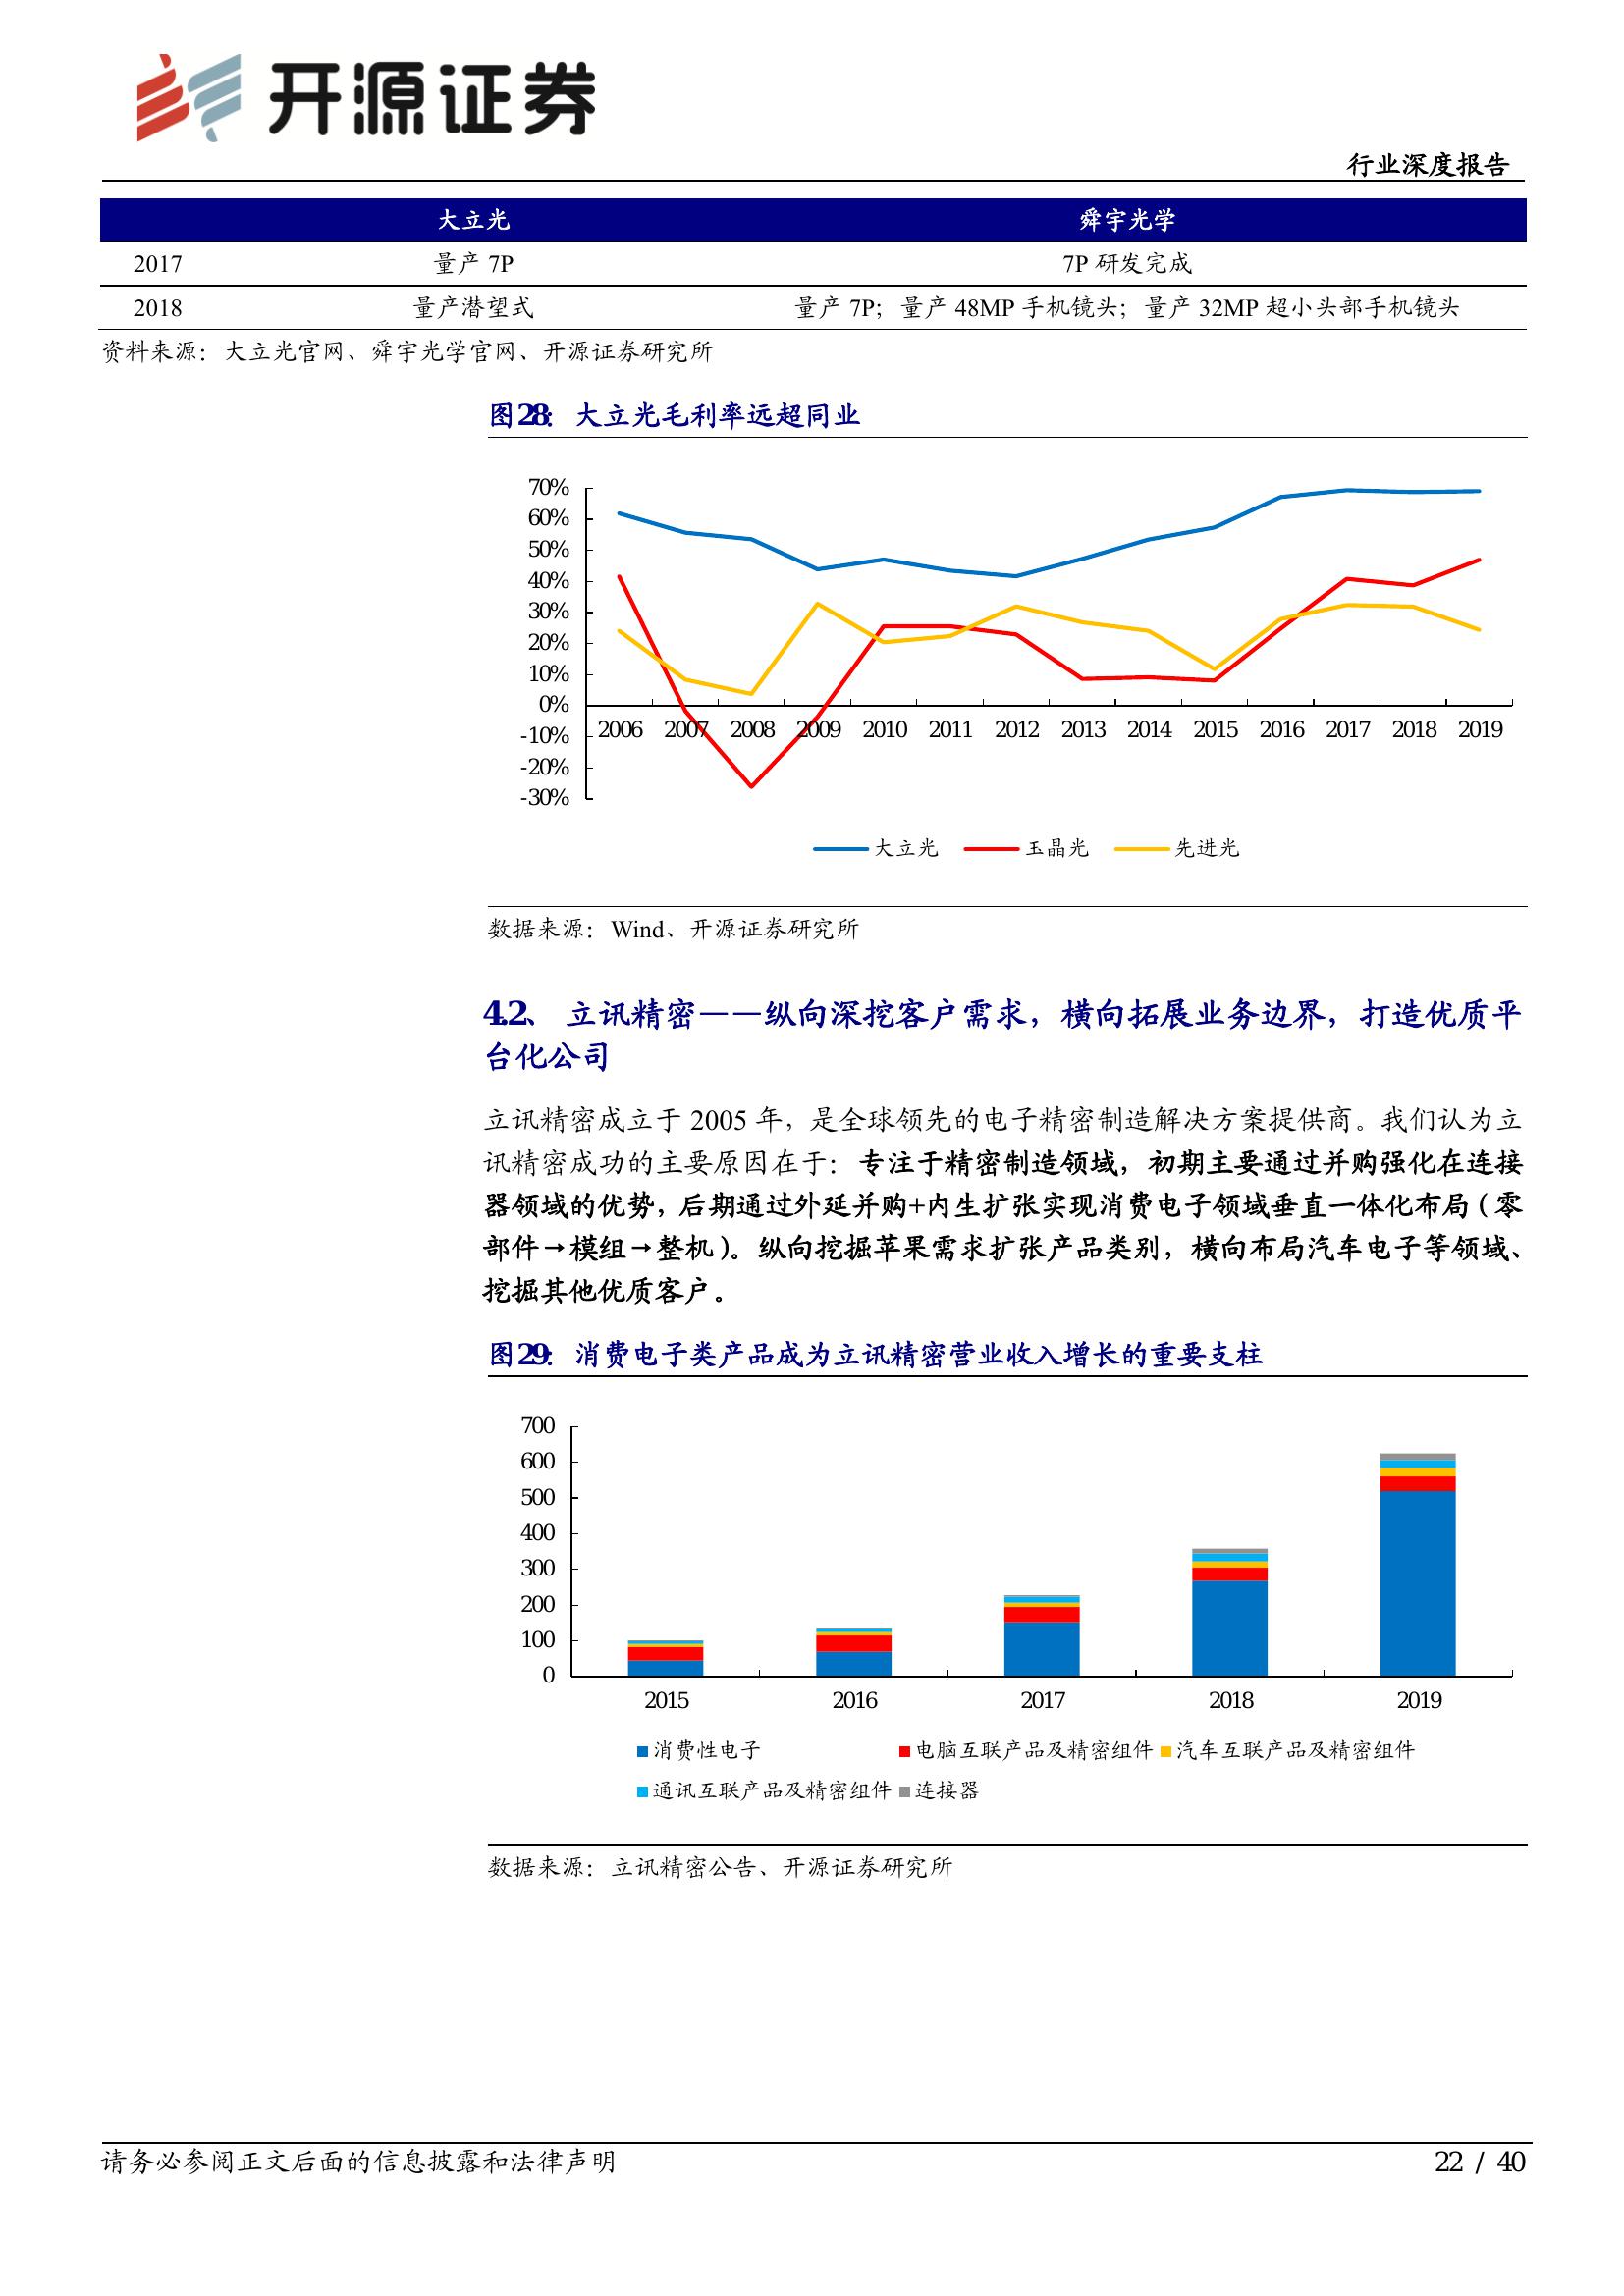 开源证券
行业深度报告
大立光 舜宇光学
2017 量产 7P 7P 研发完成
2018 量产潜望式 量产 7P；量产 48MP 手机镜头；量产 32MP 超小头部手机镜头
资料来源：大立光官网、舜宇光学官网、开源证券研究所
图28：大立光毛利率远超同业
70%
60%
50%
40%
30%
20%
10%
0%
-10%
-20%
-30%
2006 2007 2008 2009 2010 2011 2012 2013 2014 2015 2016 2017 2018 2019
大立光 玉晶光 先进光
数据来源：Wind、开源证券研究所
4.2、 立讯精密——纵向深挖客户需求，横向拓展业务边界，打造优质平
台化公司
立讯精密成立于 2005 年，是全球领先的电子精密制造解决方案提供商。我们认为立
讯精密成功的主要原因在于：专注于精密制造领域，初期主要通过并购强化在连接
器领域的优势，后期通过外延并购+内生扩张实现消费电子领域垂直一体化布局（零
部件→模组→整机）。纵向挖掘苹果需求扩张产品类别，横向布局汽车电子等领域、
挖掘其他优质客户。
图29：消费电子类产品成为立讯精密营业收入增长的重要支柱
700
600
500
400
300
200
100
0
2015 2016 2017 2018 2019
消费性电子 电脑互联产品及精密组件 汽车互联产品及精密组件
通讯互联产品及精密组件 连接器
数据来源：立讯精密公告、开源证券研究所
请务必参阅正文后面的信息披露和法律声明 22 / 40